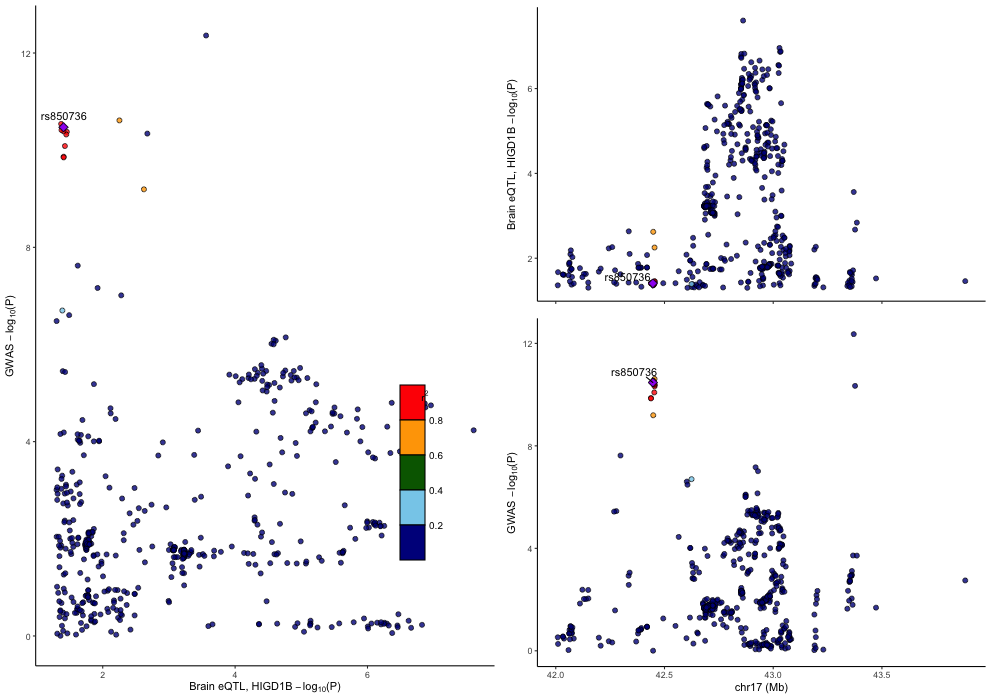 12
8
4
0
GWAS −log10(P)
rs850736
2
4
6
Brain eQTL, HIGD1B −log10(P)
r2
0.8
0.6
0.4
0.2
6
4
2
Brain eQTL, HIGD1B −log10(P)
rs850736
12
8
4
0
GWAS −log10(P)
rs850736
42.0
42.5
43.0
43.5
chr17 (Mb)